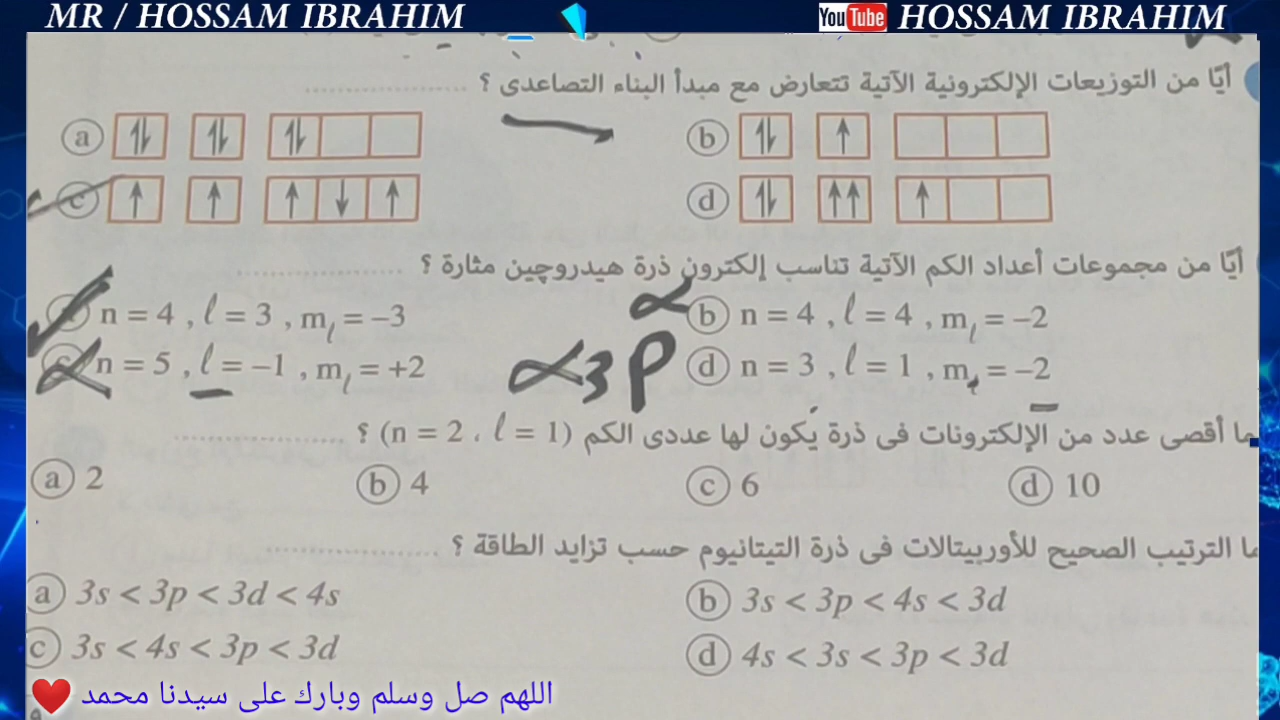 MR / HOSSAM IBRAHIM
YouTube HOSSAM IBRAHIM
أيًا من التوزيعات الإلكترونية الآتية تتعارض مع مبدأ البناء التصاعدى ؟ ....................
a b
c d
أيًا من مجموعات أعداد الكم الآتية تناسب إلكترون ذرة هيدروچين مثارة ؟ ....................
n = 4 , l = 3 , mₗ = –3
b n = 4 , l = 4 , mₗ = –2
c n = 5 , l = –1 , mₗ = +2
3P d n = 3 , l = 1 , mₗ = –2
ما أقصى عدد من الإلكترونات فى ذرة يكون لها عددى الكم (n = 2 ، l = 1) ؟ ....................
a 2 b 4 c 6 d 10
ما الترتيب الصحيح للأوربيتالات فى ذرة التيتانيوم حسب تزايد الطاقة ؟ ....................
a 3s < 3p < 3d < 4s
b 3s < 3p < 4s < 3d
c 3s < 4s < 3p < 3d
d 4s < 3s < 3p < 3d
اللهم صل وسلم وبارك على سيدنا محمد ❤️